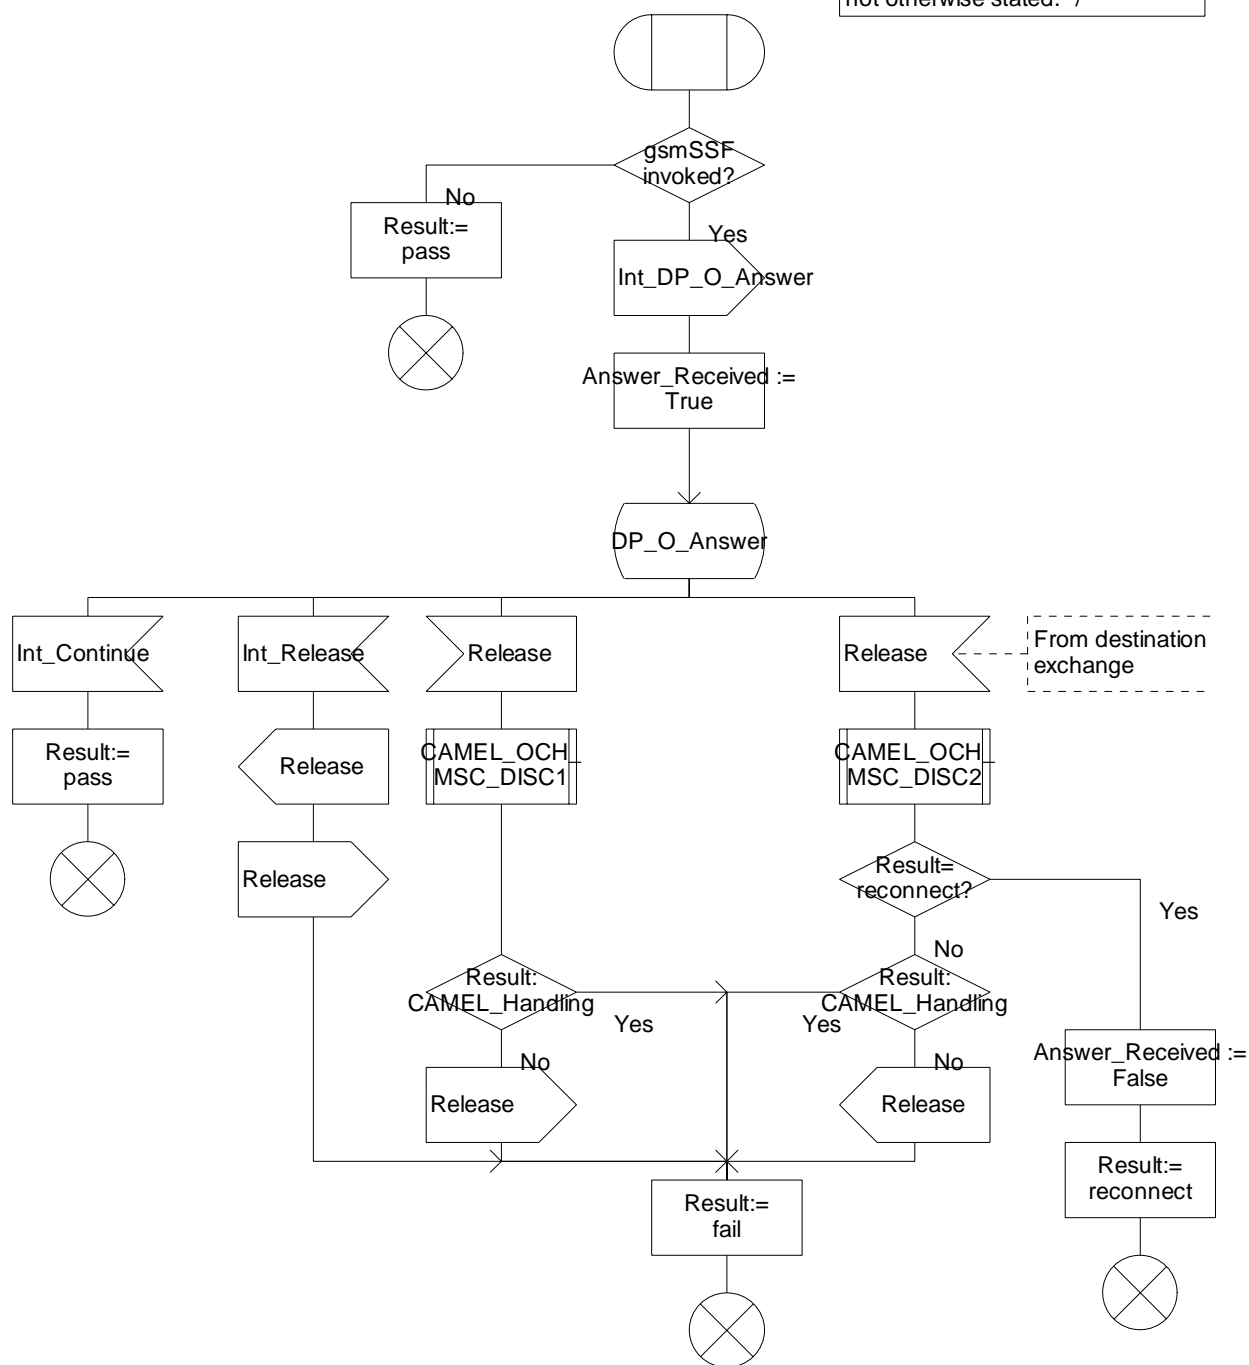 not otherwise stated. */
gsmSSF
invoked?
No
Yes
Result:=
pass
Int_DP_O_Answer
Answer_Received :=
True
DP_O_Answer
Int_Continue
Int_Release
Release
Release
From destination
exchange
Result:=
pass
Release
CAMEL_OCH_
MSC_DISC1
CAMEL_OCH_
MSC_DISC2
Release
Result=
reconnect?
Yes
No
Result:
CAMEL_Handling
Yes
Result:
CAMEL_Handling
Yes
No
No
Release
Release
Answer_Received :=
False
Result:=
reconnect
Result:=
fail